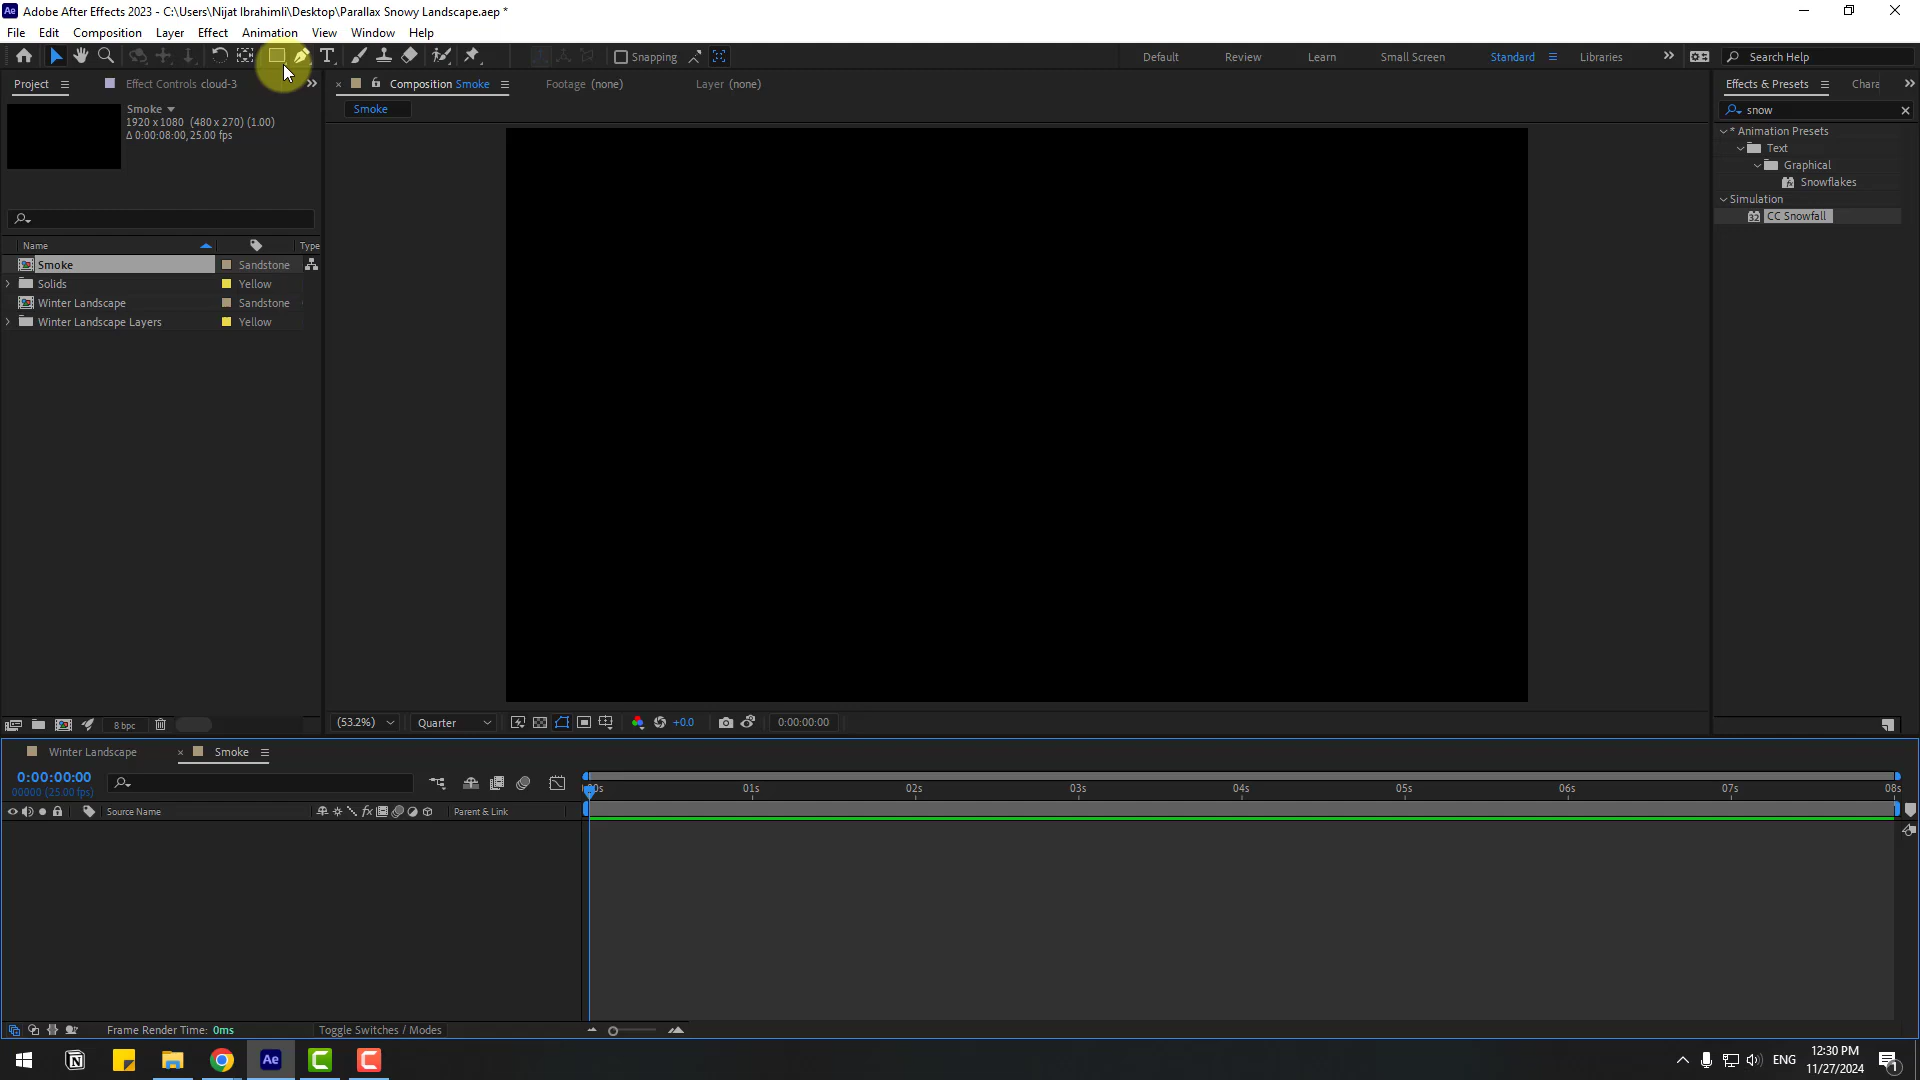 Ae Adobe After Effects 2023 - C:\Users\Nijat Ibrahimli\Desktop\Parallax Snowy Landscape.aep *
File Edit Composition Layer Effect Animation View Window Help
Snapping Default Review Learn Small Screen Standard Libraries Search Help
Project Effect Controls cloud-3 Composition Smoke Footage (none) Layer (none) Effects & Presets Chara
Smoke
1920 x 1080 (480 x 270) (1.00)
Δ 0:00:08:00, 25.00 fps
Smoke
snow
* Animation Presets
Text
Graphical
Snowflakes
Simulation
32 CC Snowfall
Name Type
Smoke Sandstone
Solids Yellow
Winter Landscape Sandstone
Winter Landscape Layers Yellow
8 bpc
(53.2%) Quarter +0.0 0:00:00:00
Winter Landscape Smoke
0:00:00:00
00000 (25.00 fps)
01s 02s 03s 04s 05s 06s 07s 08s
Source Name fx Parent & Link
Frame Render Time: 0ms Toggle Switches / Modes
Ae ENG
12:30 PM
11/27/2024
1